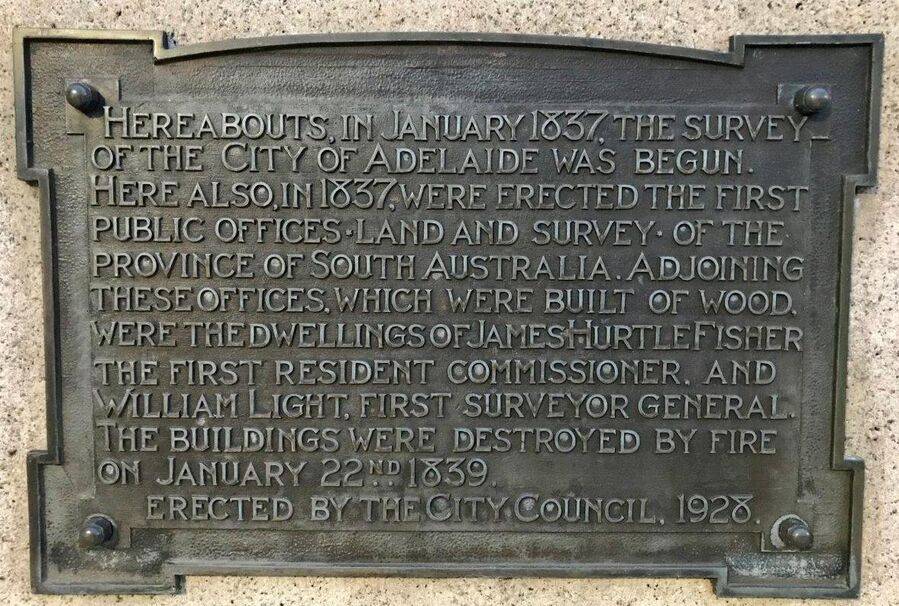 HEREABOUTS, IN JANUARY 1837, THE SURVEY
OF THE CITY OF ADELAIDE WAS BEGUN.
HERE ALSO, IN 1837, WERE ERECTED THE FIRST
PUBLIC OFFICES·LAND AND SURVEY· OF THE
PROVINCE OF SOUTH AUSTRALIA. ADJOINING
THESE OFFICES, WHICH WERE BUILT OF WOOD,
WERE THE DWELLINGS OF JAMES HURTLE FISHER
THE FIRST RESIDENT COMMISSIONER, AND
WILLIAM LIGHT, FIRST SURVEYOR GENERAL.
THE BUILDINGS WERE DESTROYED BY FIRE
ON JANUARY 22ND 1839.
ERECTED BY THE CITY COUNCIL, 1928.